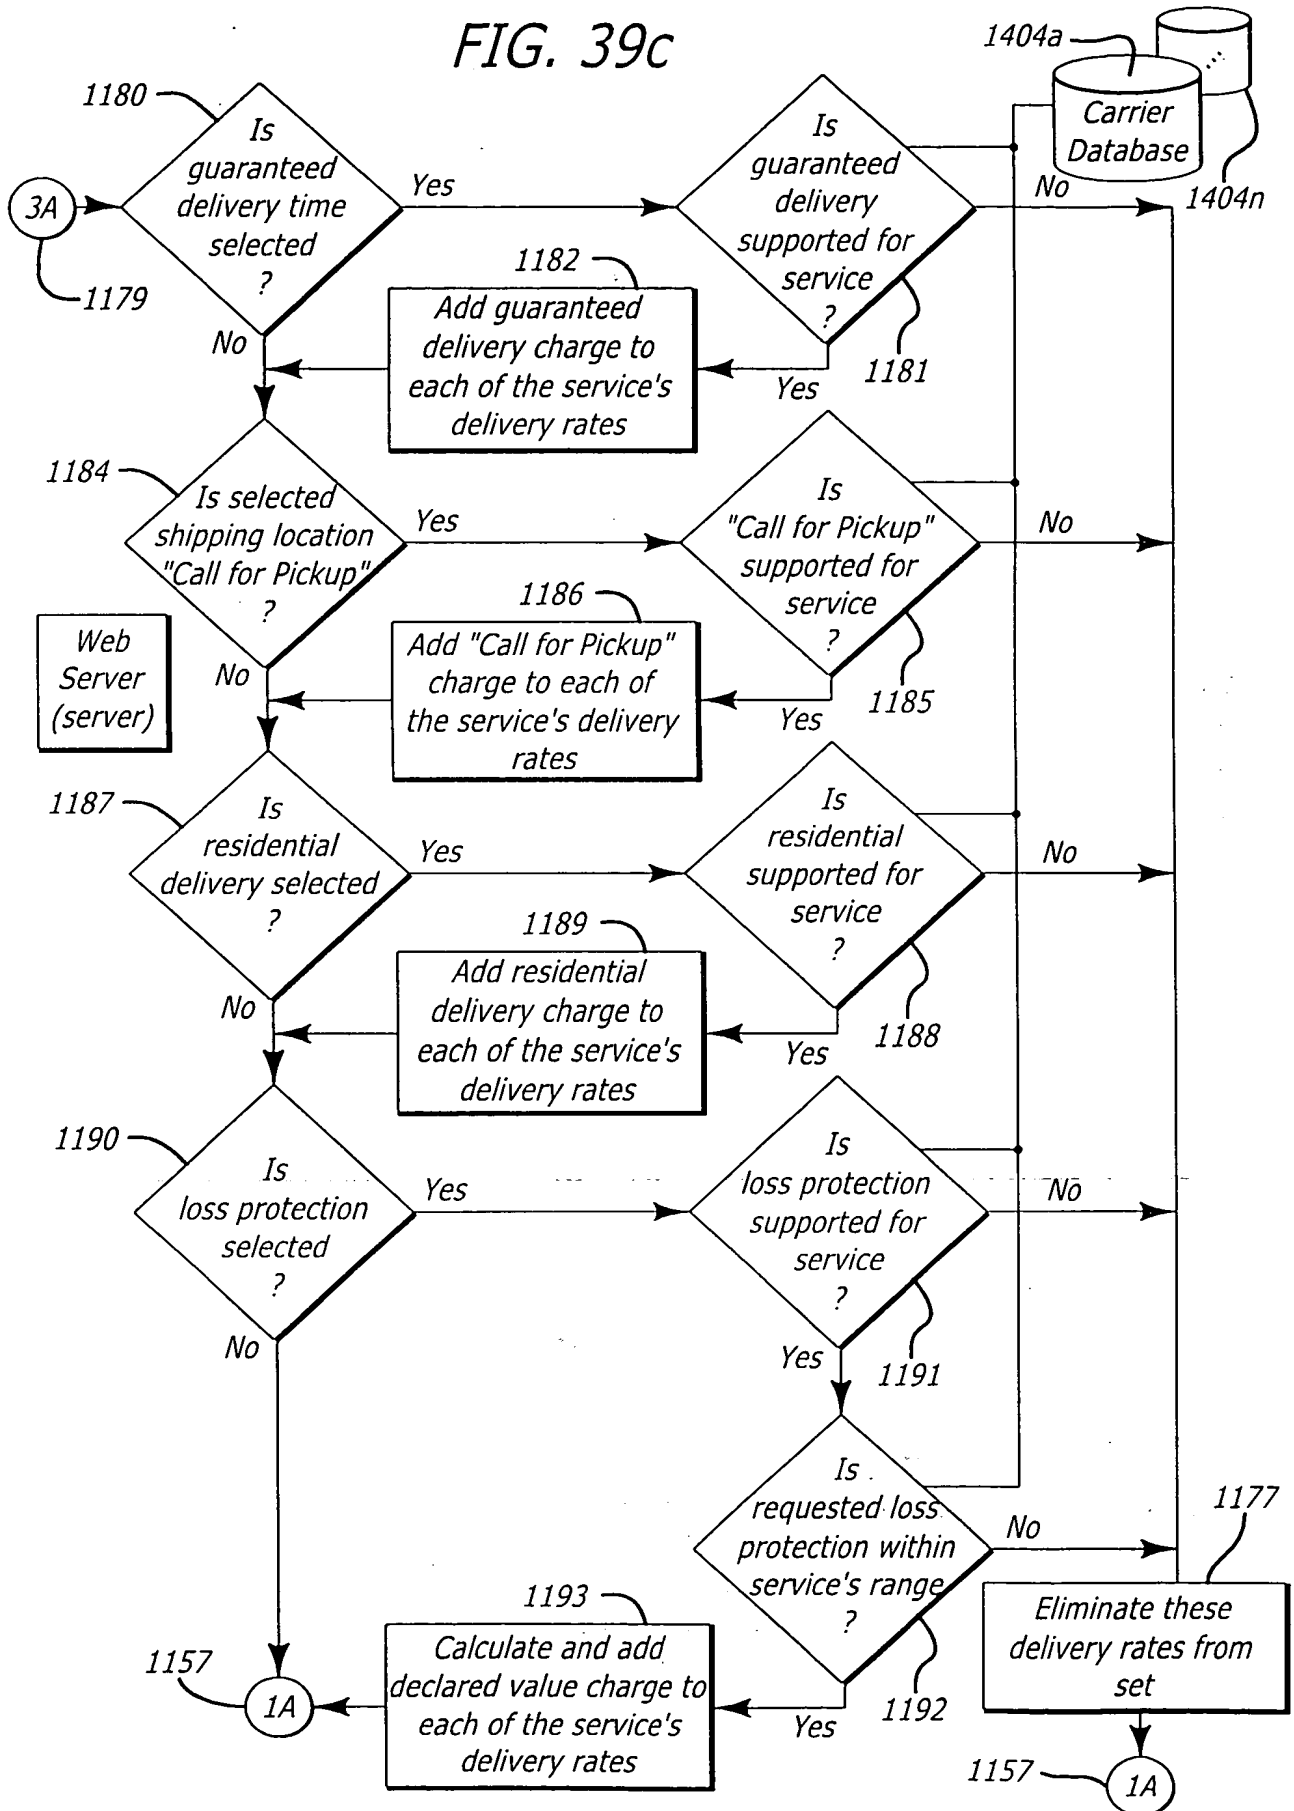 FIG. 39c
1404a
Carrier
Database
1404n
1180
Is
guaranteed
delivery time
selected
?
3A
1179
Yes
Is
guaranteed
delivery
supported for
service
?
No
1181
1182
Add guaranteed
delivery charge to
each of the service's
delivery rates
No
Yes
1184
Is selected
shipping location
"Call for Pickup"
?
Yes
Is
"Call for Pickup"
supported for
service
?
No
1185
Web
Server
(server)
1186
Add "Call for Pickup"
charge to each of
the service's delivery
rates
No
Yes
1187
Is
residential
delivery selected
?
Yes
Is
residential
supported for
service
?
No
1188
1189
Add residential
delivery charge to
each of the service's
delivery rates
No
Yes
1190
Is
loss protection
selected
?
Yes
Is
loss protection
supported for
service
?
No
1191
No
Yes
Is
requested loss
protection within
service's range
?
No
1192
1177
Eliminate these
delivery rates from
set
1193
Calculate and add
declared value charge to
each of the service's
delivery rates
Yes
1157
1A
1157
1A